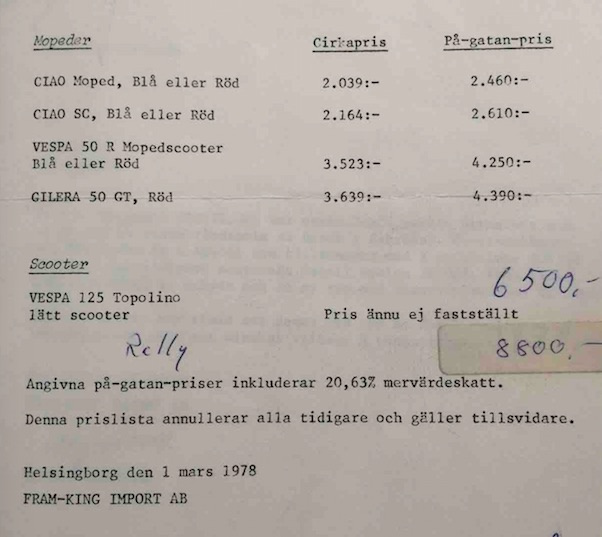 Mopeder Cirkapris På-gatan-pris
CIAO Moped, Blå eller Röd 2.039:- 2.460:-
CIAO SC, Blå eller Röd 2.164:- 2.610:-
VESPA 50 R Mopedscooter
Blå eller Röd 3.523:- 4.250:-
GILERA 50 GT, Röd 3.639:- 4.390:-
Scooter
6500,-
VESPA 125 Topolino
lätt scooter Pris ännu ej fastställt
Rally 8800,-
Angivna på-gatan-priser inkluderar 20,63% mervärdeskatt.
Denna prislista annullerar alla tidigare och gäller tillsvidare.
Helsingborg den 1 mars 1978
FRAM-KING IMPORT AB